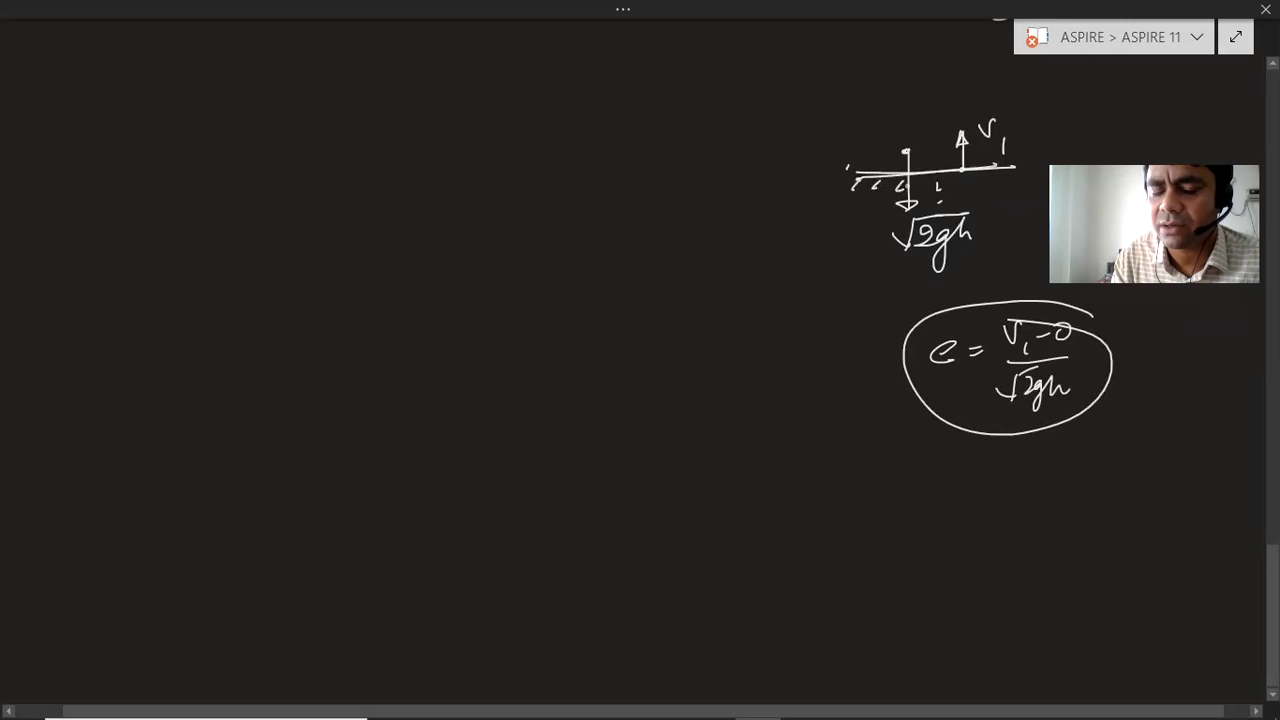 ASPIRE > ASPIRE 11
V₁
√2gh
e = (V₁ - 0) / √2gh